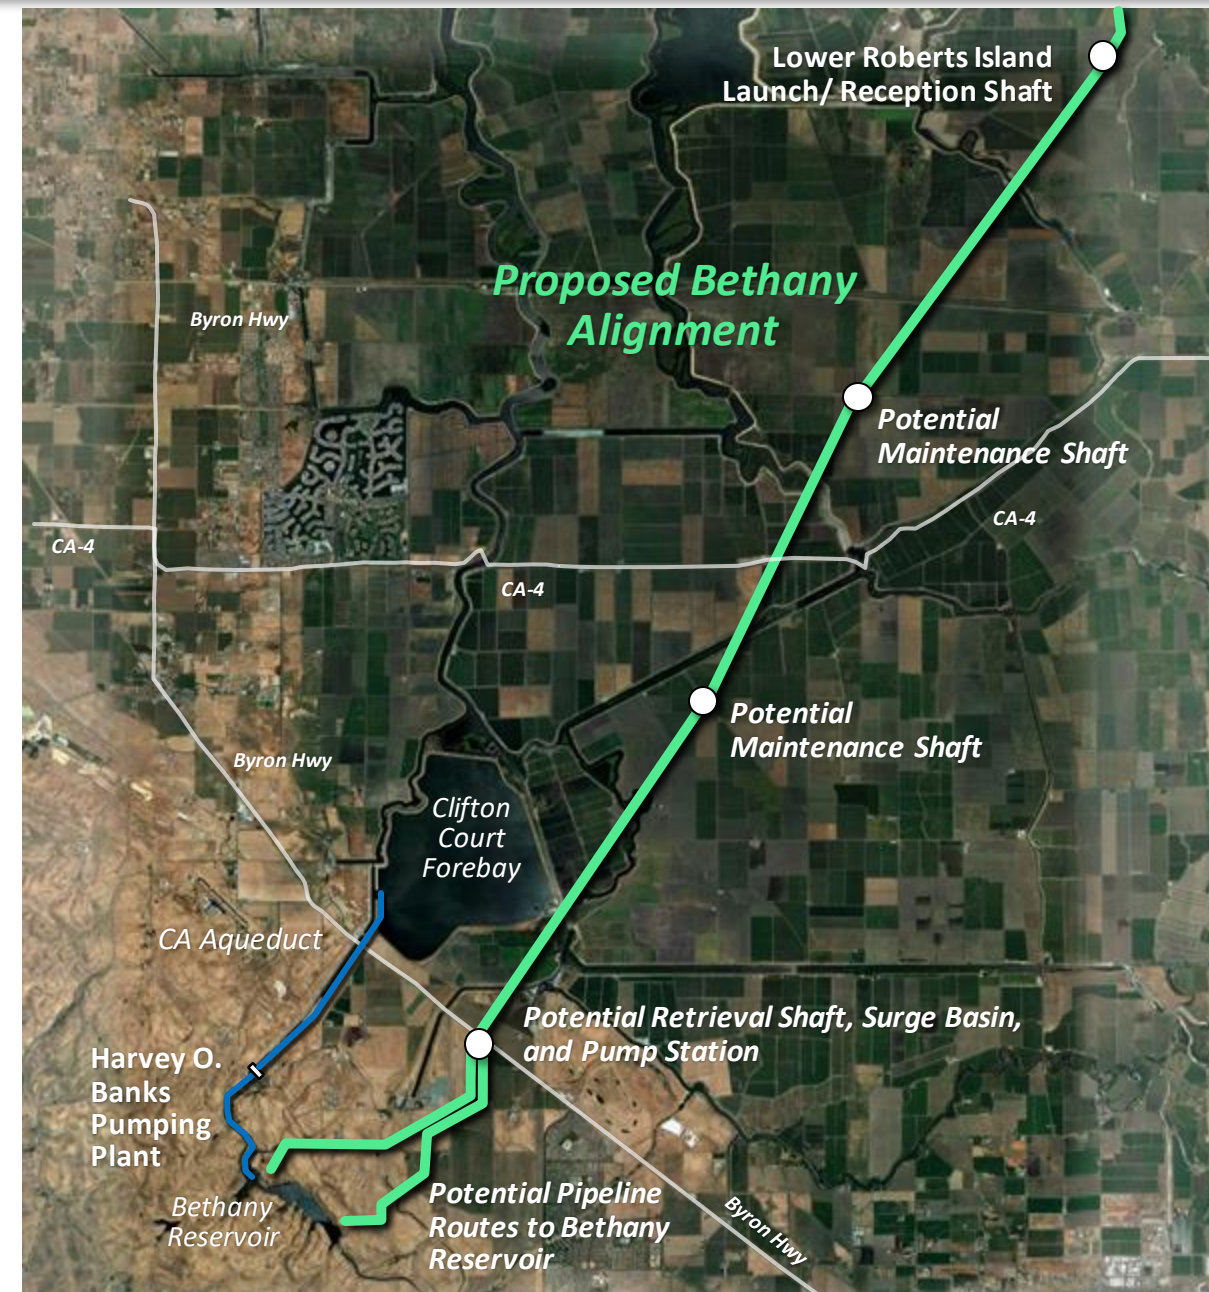 Lower Roberts Island
Launch/ Reception Shaft
Proposed Bethany
Alignment
Byron Hwy
Potential
Maintenance Shaft
CA-4
CA-4
CA-4
Potential
Maintenance Shaft
Byron Hwy
Clifton
Court
Forebay
CA Aqueduct
Potential Retrieval Shaft, Surge Basin,
and Pump Station
Harvey O.
Banks
Pumping
Plant
Bethany
Reservoir
Potential Pipeline
Routes to Bethany
Reservoir
Byron Hwy